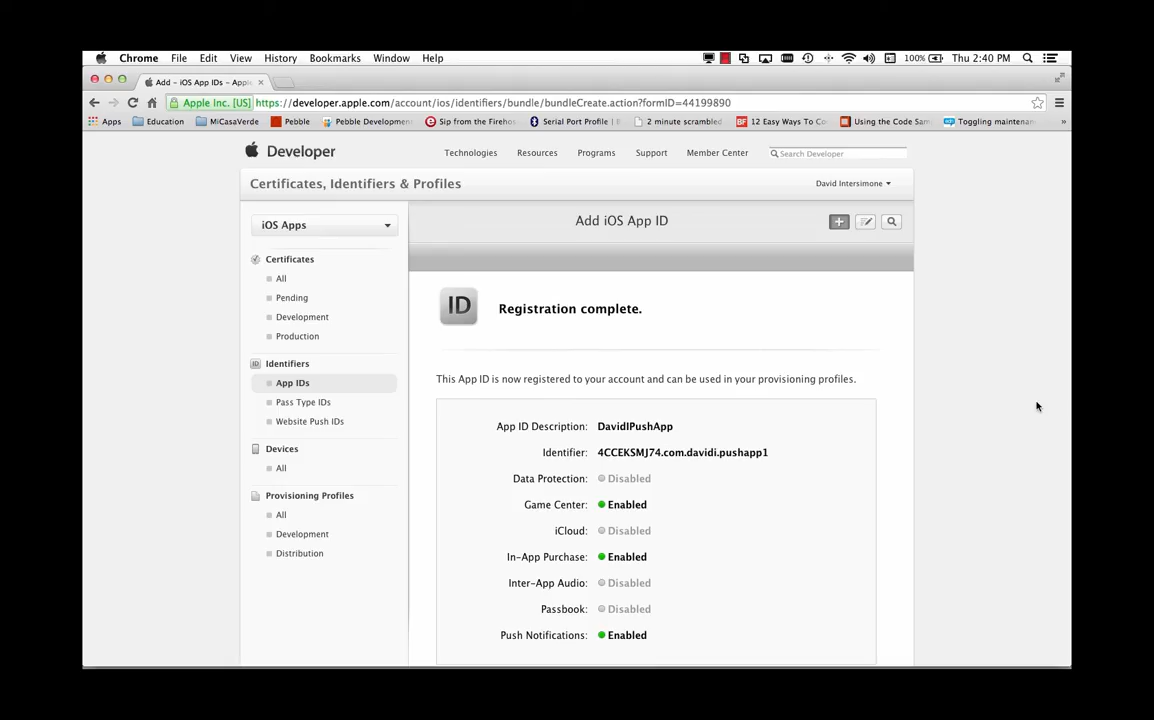 Chrome File Edit View History Bookmarks Window Help 100% Thu 2:40 PM
Add - iOS App IDs - Apple
Apple Inc. [US] https://developer.apple.com/account/ios/identifiers/bundle/bundleCreate.action?formID=44199890
Apps Education MiCasaVerde Pebble Pebble Development Sip from the Fireho Serial Port Profile | B 2 minute scrambled 12 Easy Ways To Co Using the Code Sam Toggling maintenan »
Developer Technologies Resources Programs Support Member Center Search Developer
Certificates, Identifiers & Profiles David Intersimone
iOS Apps Add iOS App ID
Certificates
All
Pending
Development
Production
Identifiers
App IDs
Pass Type IDs
Website Push IDs
Devices
All
Provisioning Profiles
All
Development
Distribution
ID Registration complete.
This App ID is now registered to your account and can be used in your provisioning profiles.
App ID Description: DavidIPushApp
Identifier: 4CCEKSMJ74.com.davidi.pushapp1
Data Protection: Disabled
Game Center: Enabled
iCloud: Disabled
In-App Purchase: Enabled
Inter-App Audio: Disabled
Passbook: Disabled
Push Notifications: Enabled